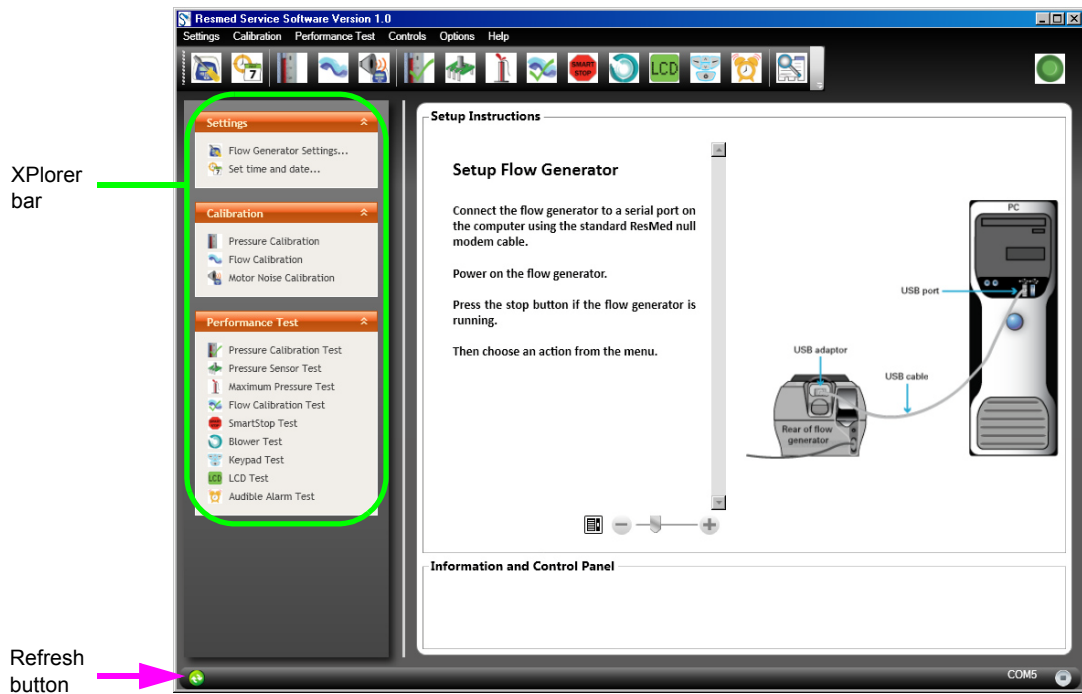 Resmed Service Software Version 1.0
Settings Calibration Performance Test Controls Options Help
7
SMART
STOP
LCD
XPlorer
bar
Settings
Flow Generator Settings...
Set time and date...
Calibration
Pressure Calibration
Flow Calibration
Motor Noise Calibration
Performance Test
Pressure Calibration Test
Pressure Sensor Test
Maximum Pressure Test
Flow Calibration Test
SmartStop Test
Blower Test
Keypad Test
LCD
LCD Test
Audible Alarm Test
Setup Instructions
Setup Flow Generator
Connect the flow generator to a serial port on
the computer using the standard ResMed null
modem cable.
Power on the flow generator.
Press the stop button if the flow generator is
running.
Then choose an action from the menu.
PC
USB port
USB adaptor
USB cable
Rear of flow
generator
Information and Control Panel
Refresh
button
COM5